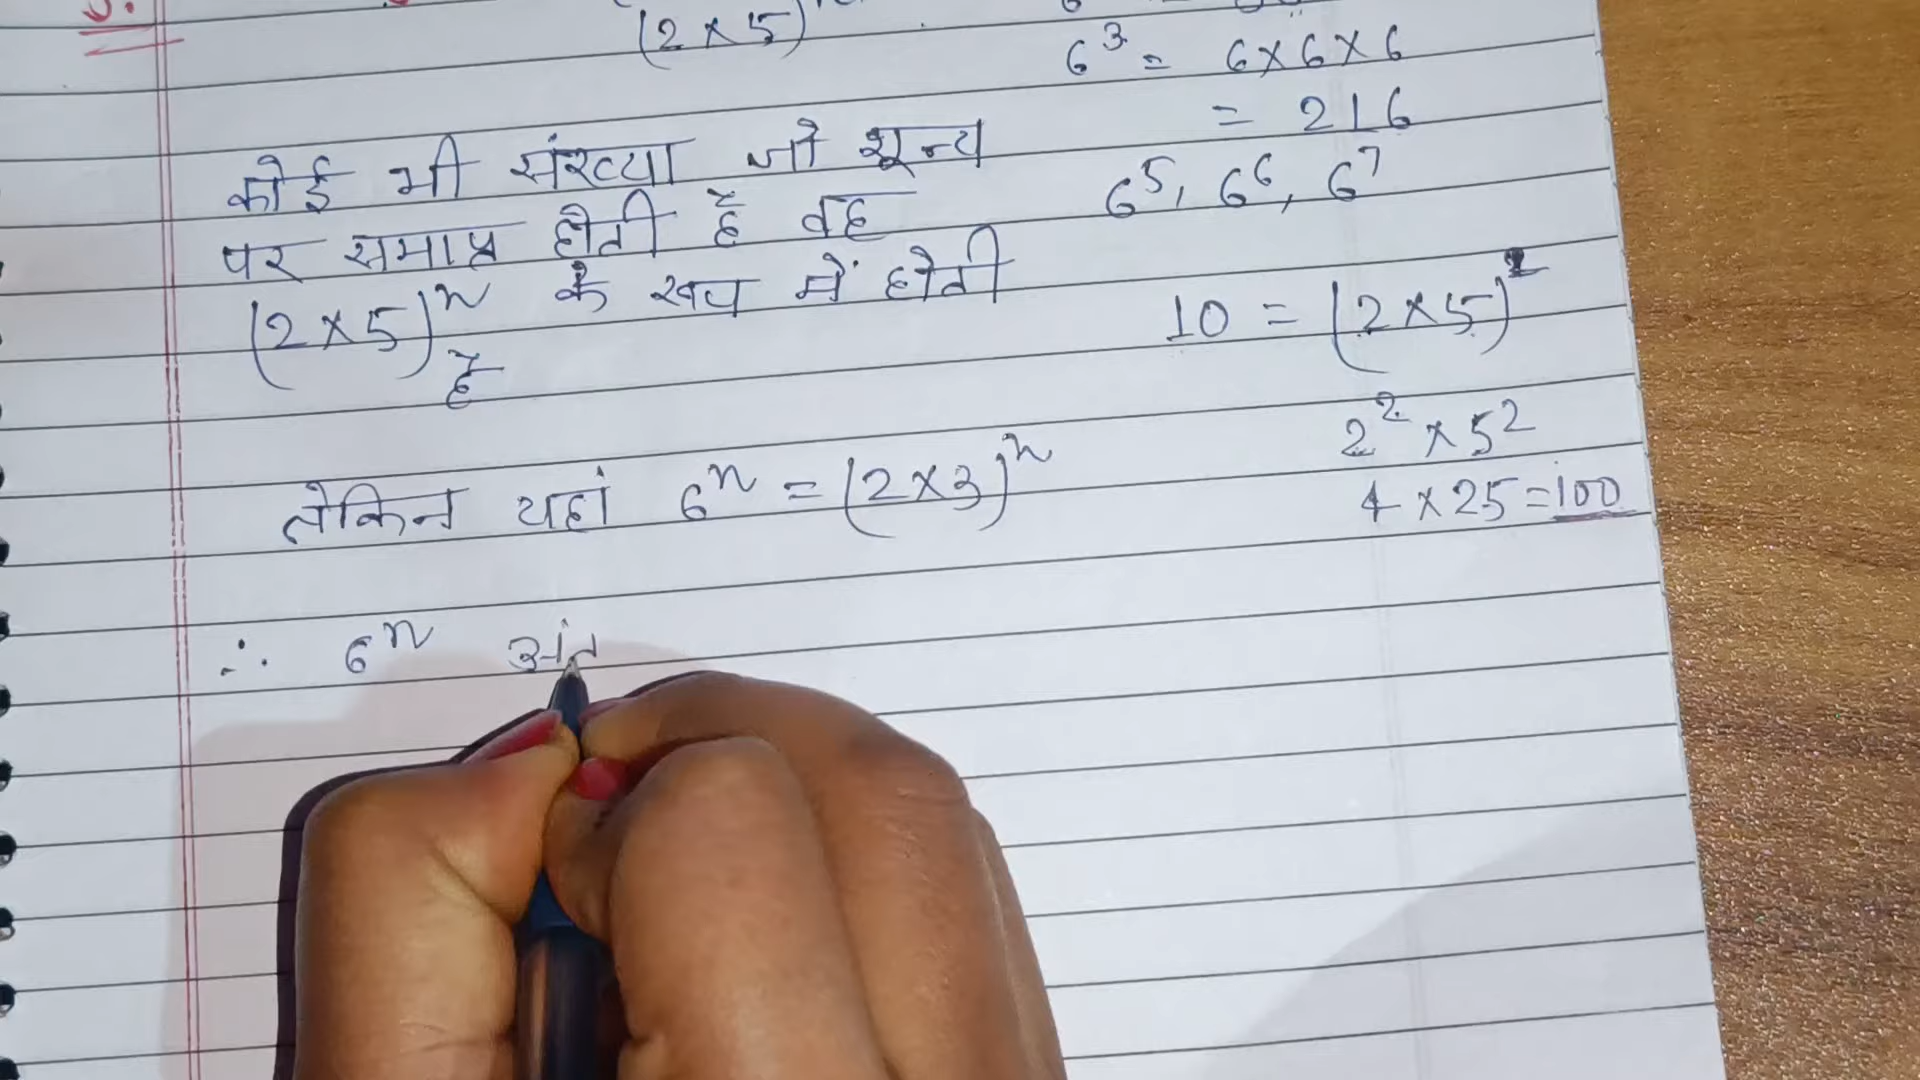 (2 × 5)
6³ = 6×6×6
= 216
कोई भी संख्या जो शून्य
पर समाप्त होती है वह
(2×5)ⁿ के रूप में होती
है
6⁵, 6⁶, 6⁷
10 = (2×5)²
2² × 5²
4 × 25 = 100
लेकिन यहां 6ⁿ = (2×3)ⁿ
∴ 6ⁿ अंत